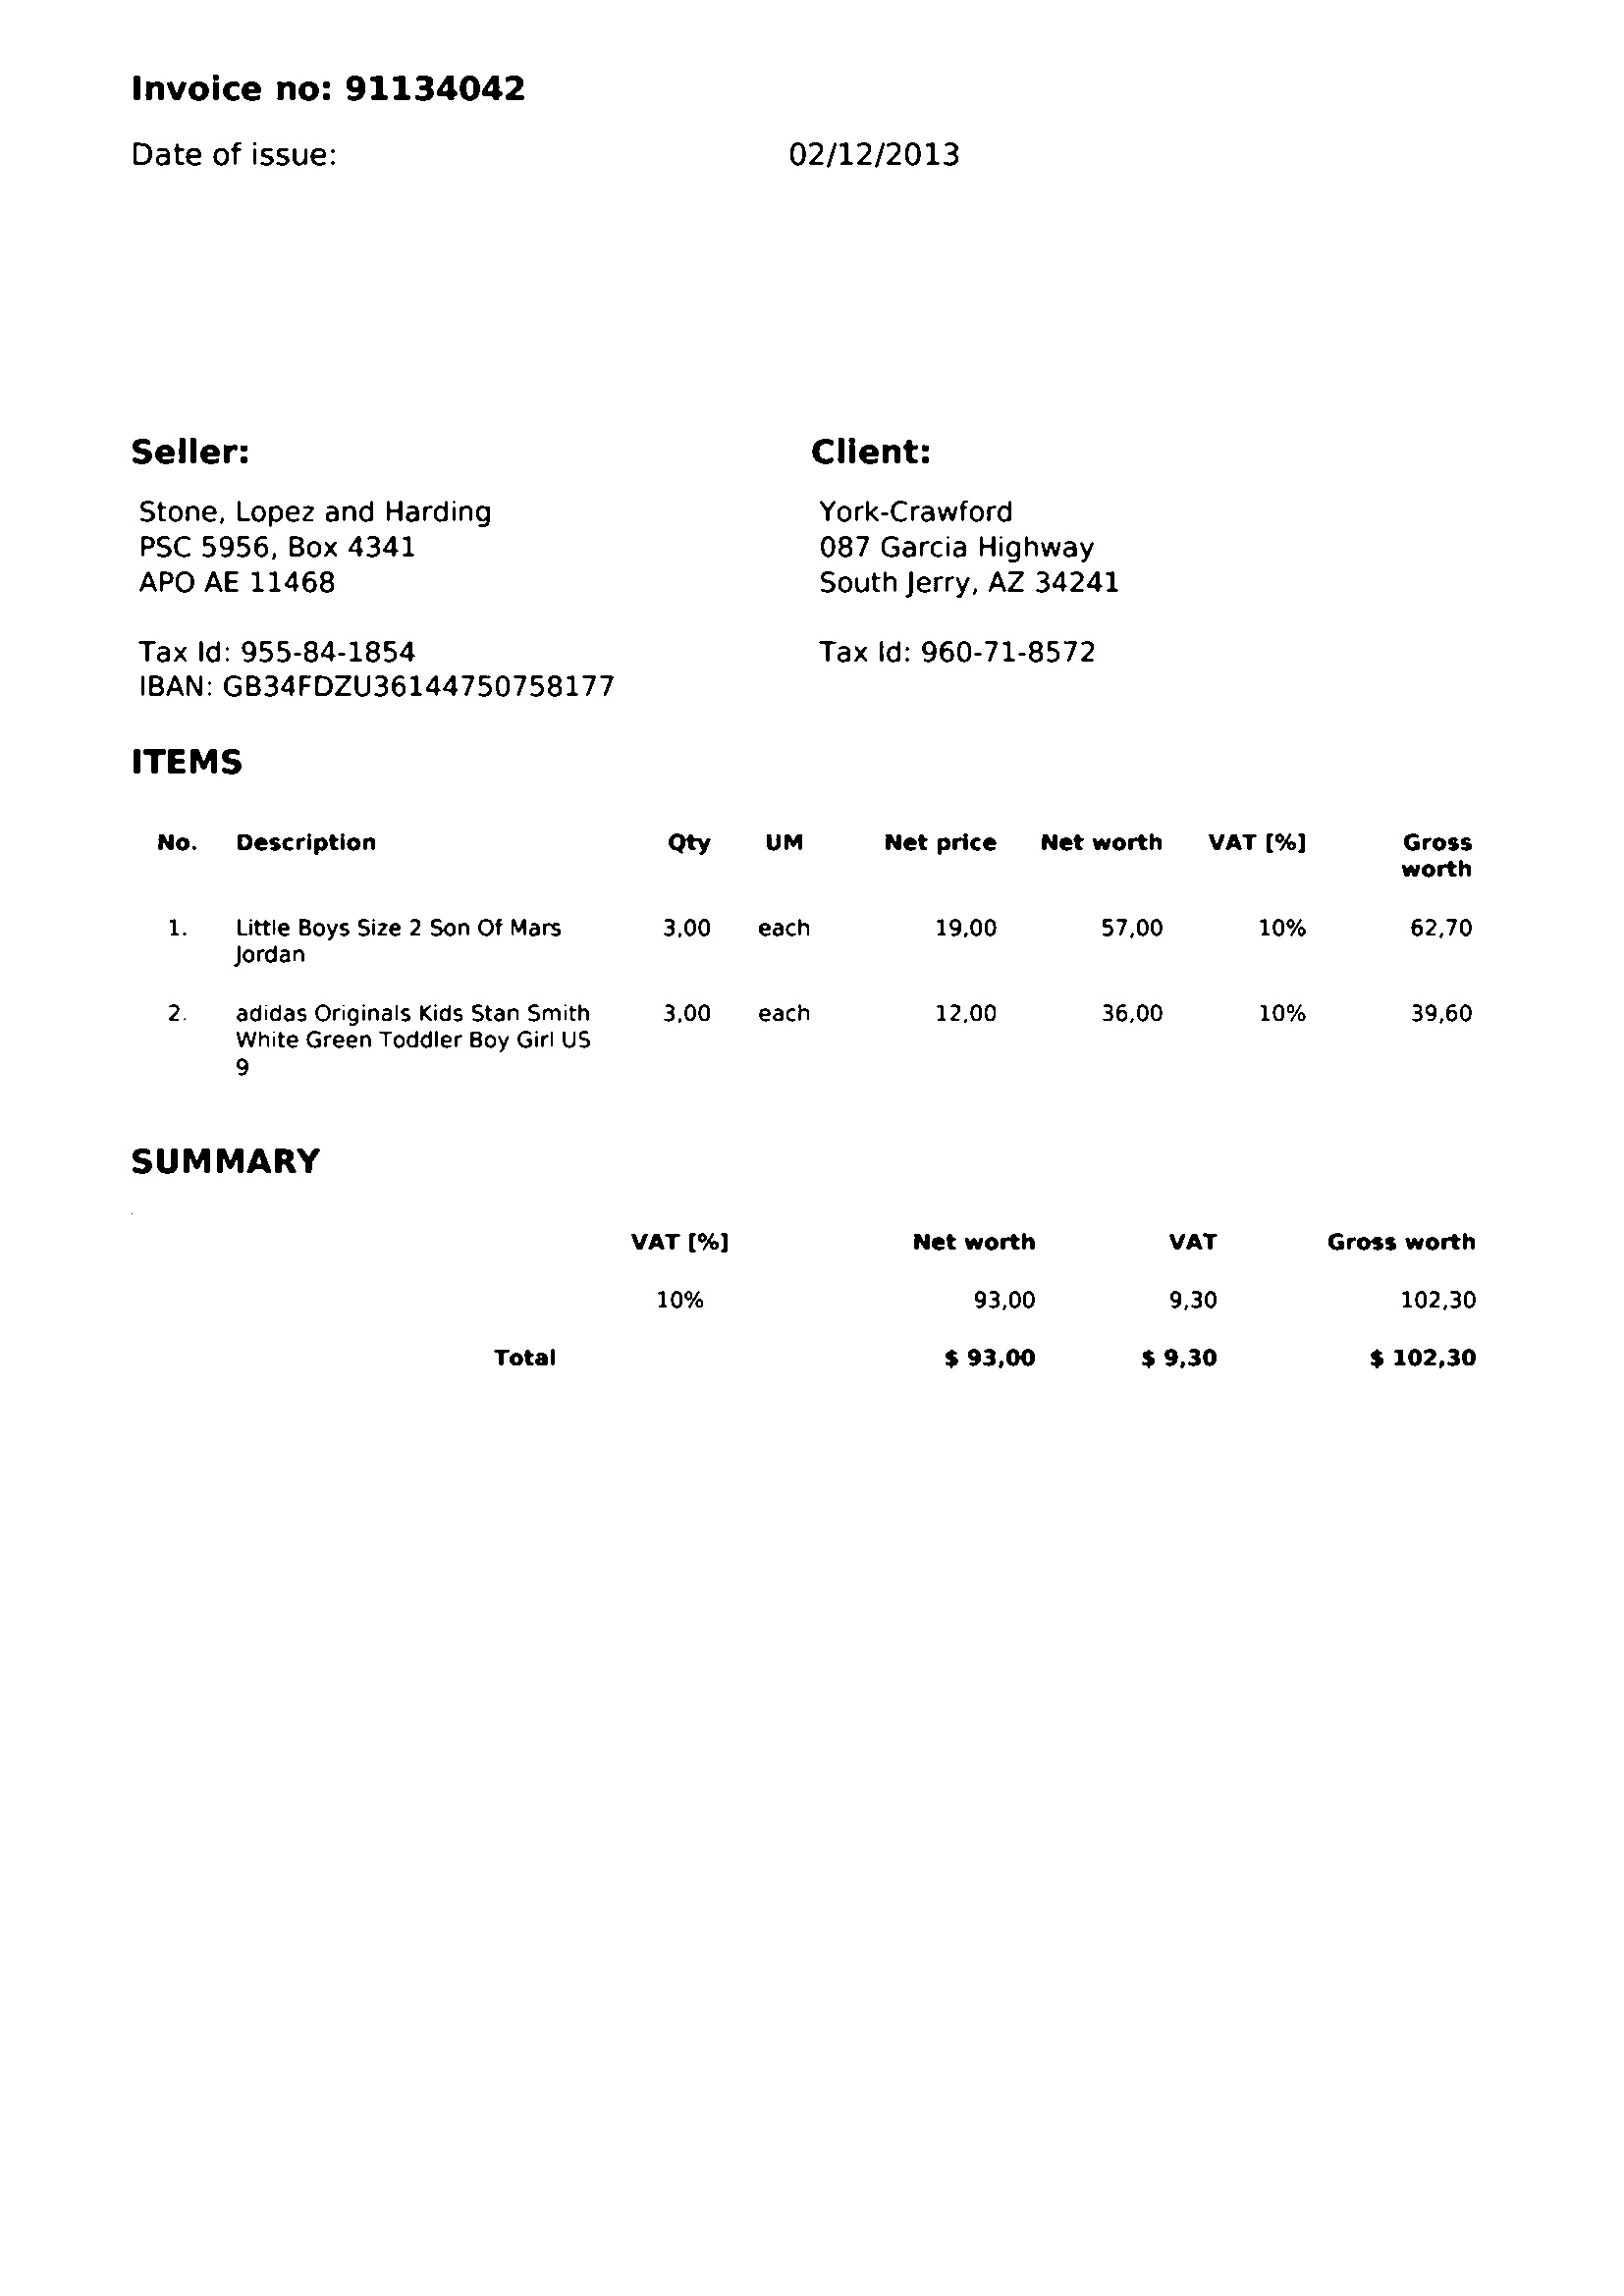 Invoice no: 91134042
Date of issue: 02/12/2013
Seller:
Stone, Lopez and Harding
PSC 5956, Box 4341
APO AE 11468
Tax Id: 955-84-1854
IBAN: GB34FDZU36144750758177
Client:
York-Crawford
087 Garcia Highway
South Jerry, AZ 34241
Tax Id: 960-71-8572
ITEMS
No. Description Qty UM Net price Net worth VAT [%] Gross
worth
1. Little Boys Size 2 Son Of Mars 3,00 each 19,00 57,00 10% 62,70
Jordan
2. adidas Originals Kids Stan Smith 3,00 each 12,00 36,00 10% 39,60
White Green Toddler Boy Girl US
9
SUMMARY
VAT [%] Net worth VAT Gross worth
10% 93,00 9,30 102,30
Total $ 93,00 $ 9,30 $ 102,30